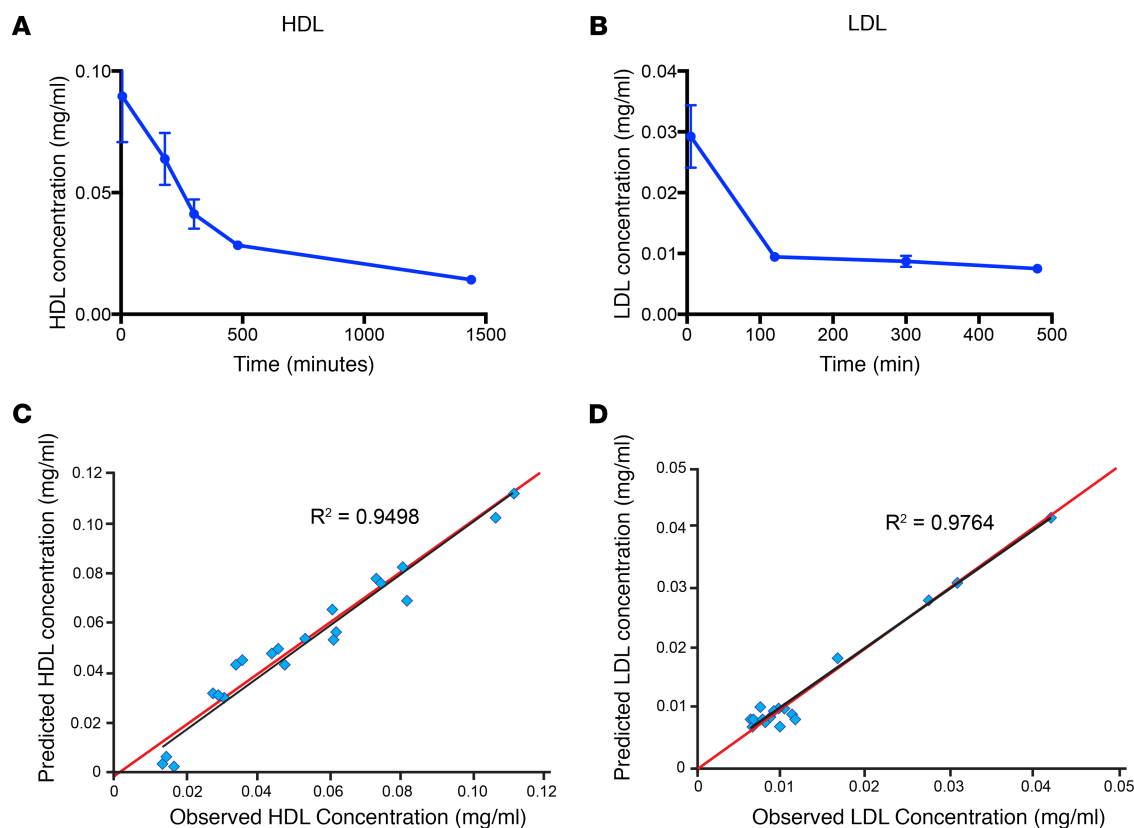 A
HDL
HDL concentration (mg/ml)
0.10
0.05
0.00
0 500 1000 1500
Time (minutes)
B
LDL
LDL concentration (mg/ml)
0.04
0.03
0.02
0.01
0.00
0 100 200 300 400 500
Time (min)
C
Predicted HDL concentration (mg/ml)
0.12
0.10
0.08
0.06
0.04
0.02
0
R² = 0.9498
0 0.02 0.04 0.06 0.08 0.10 0.12
Observed HDL Concentration (mg/ml)
D
Predicted LDL concentration (mg/ml)
0.05
0.04
0.03
0.02
0.01
0
R² = 0.9764
0 0.01 0.02 0.03 0.04 0.05
Observed LDL Concentration (mg/ml)